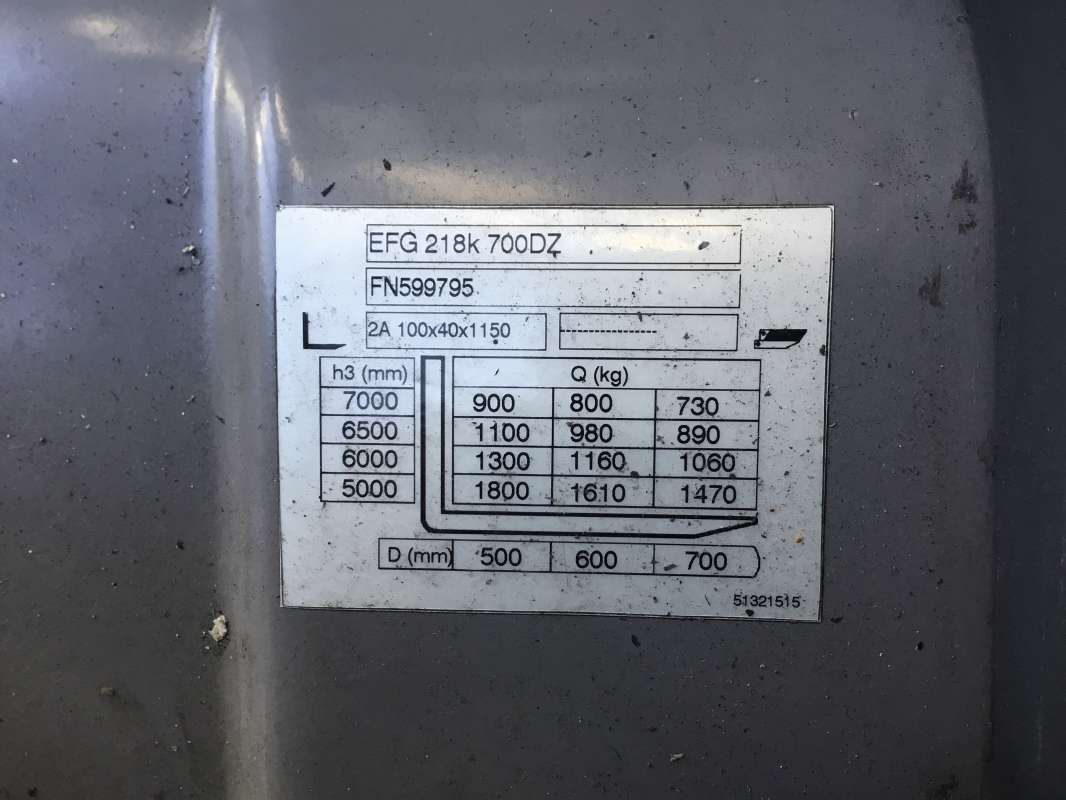 EFG 218k 700DZ
FN599795
2A 100x40x1150 --------------------
h3 (mm) Q (kg)
7000 900 800 730
6500 1100 980 890
6000 1300 1160 1060
5000 1800 1610 1470
D (mm) 500 600 700
51321515